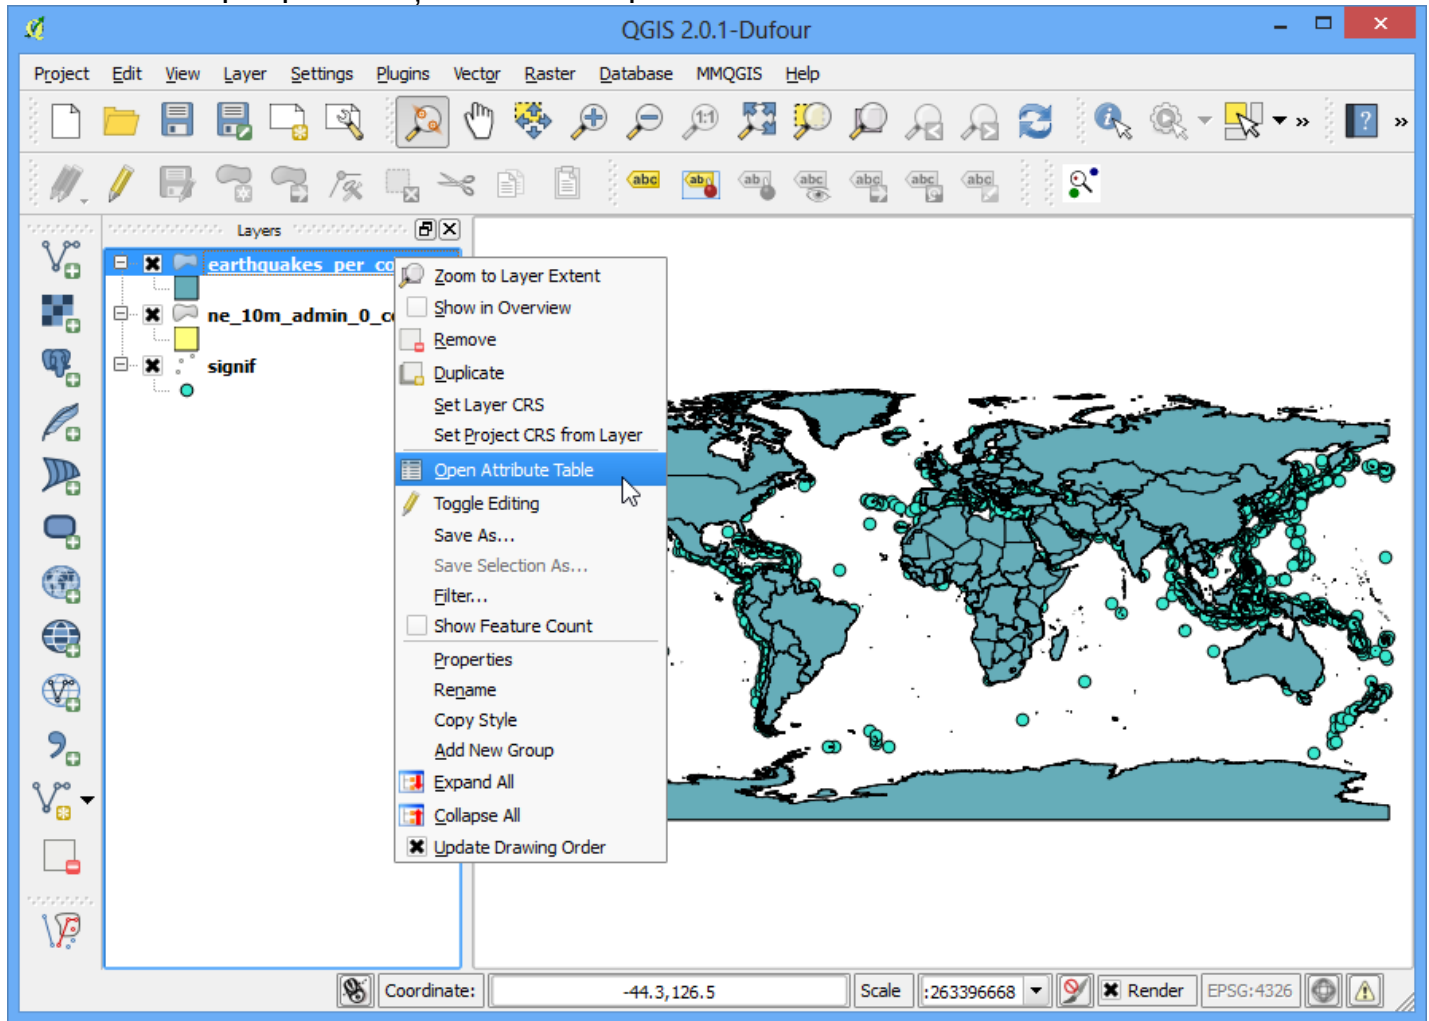 QGIS 2.0.1-Dufour
Project Edit View Layer Settings Plugins Vector Raster Database MMQGIS Help
1:1
abc
Layers
earthquakes_per_co
ne_10m_admin_0_c
signif
Zoom to Layer Extent
Show in Overview
Remove
Duplicate
Set Layer CRS
Set Project CRS from Layer
Open Attribute Table
Toggle Editing
Save As...
Save Selection As...
Filter...
Show Feature Count
Properties
Rename
Copy Style
Add New Group
Expand All
Collapse All
Update Drawing Order
Coordinate: -44.3,126.5 Scale :263396668 Render EPSG:4326